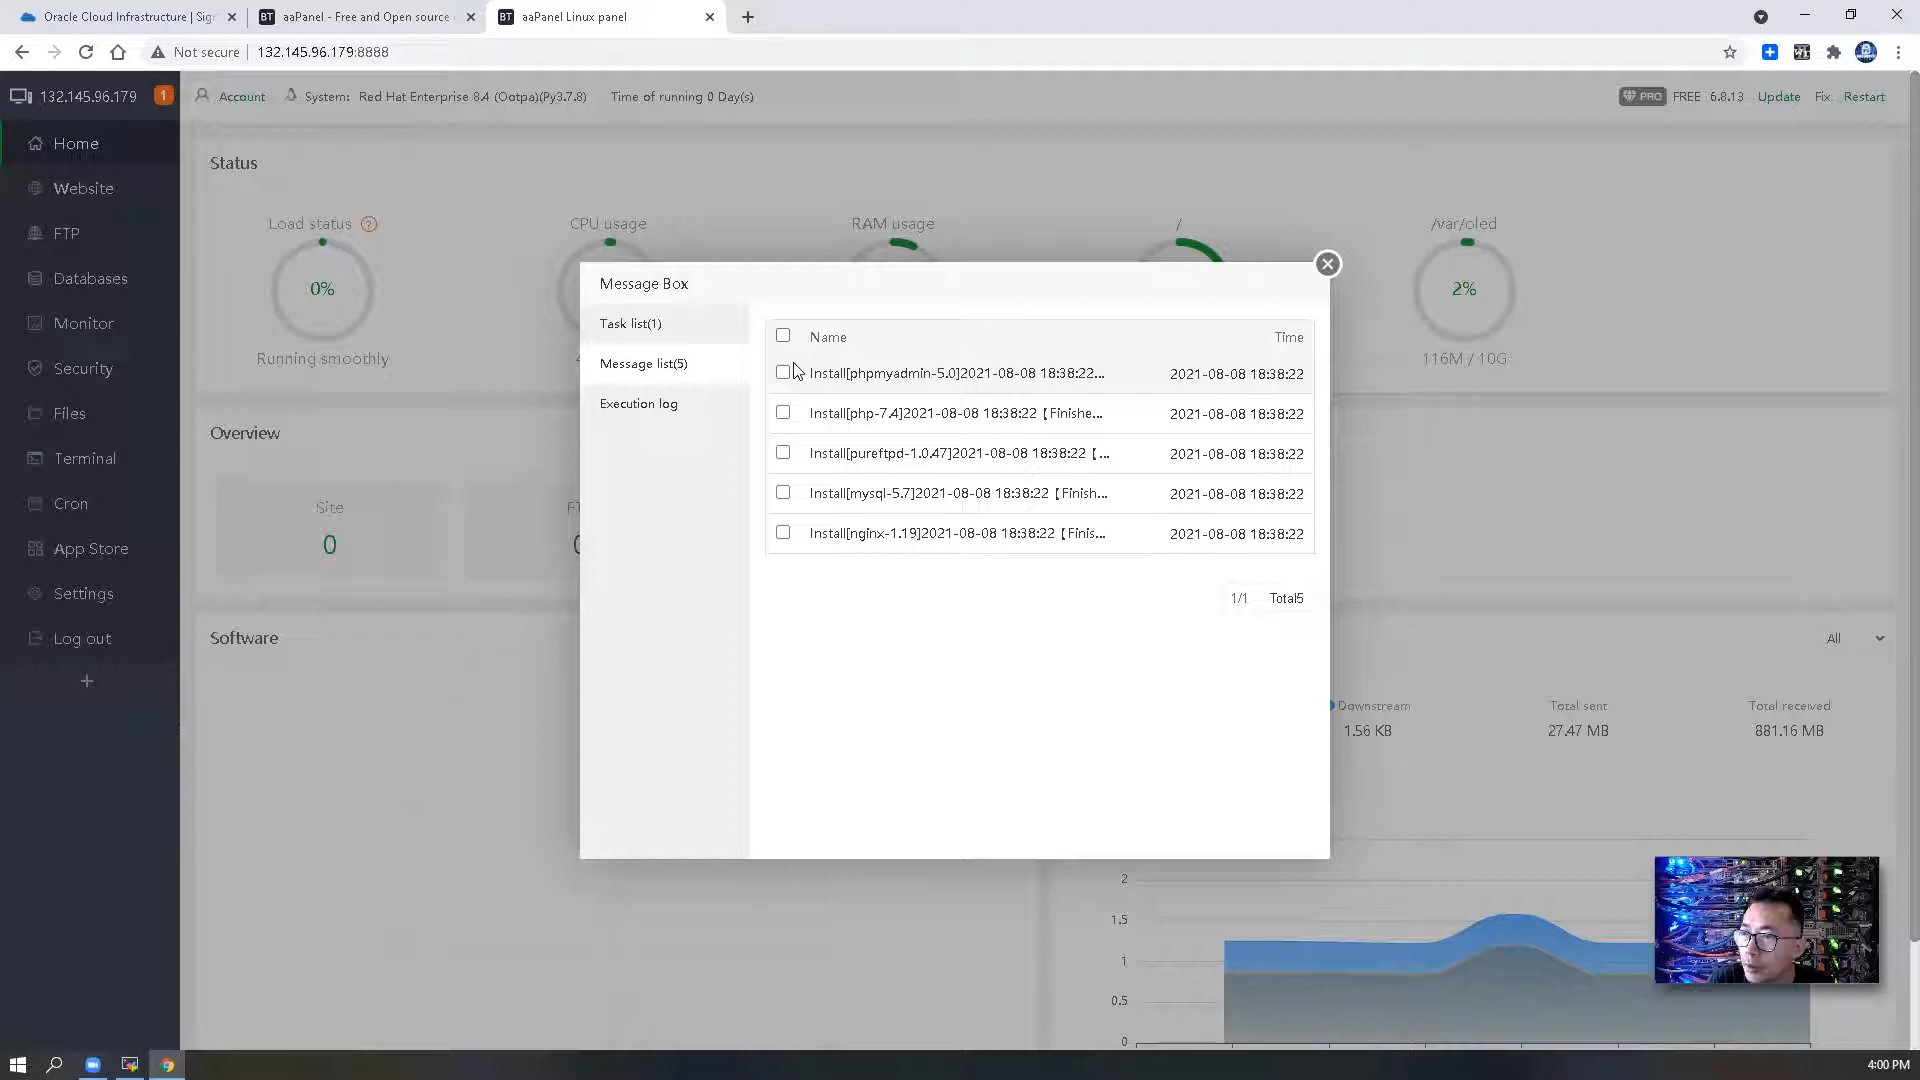 Oracle Cloud Infrastructure | Sig
aaPanel - Free and Open source
aaPanel Linux panel
Not secure
132.145.96.179:8888
132.145.96.179
1
Account
System: Red Hat Enterprise 8.4 (Ootpa)(Py3.7.8)
Time of running 0 Day(s)
PRO
FREE
6.8.13
Update
Fix
Restart
Home
Website
FTP
Databases
Monitor
Security
Files
Terminal
Cron
App Store
Settings
Log out
Status
Load status
CPU usage
RAM usage
/
/var/oled
0%
2%
Running smoothly
116M / 10G
Message Box
Task list(1)
Message list(5)
Execution log
Name
Time
Install[phpmyadmin-5.0]2021-08-08 18:38:22...
2021-08-08 18:38:22
Install[php-7.4]2021-08-08 18:38:22【Finishe...
2021-08-08 18:38:22
Install[pureftpd-1.0.47]2021-08-08 18:38:22【...
2021-08-08 18:38:22
Install[mysql-5.7]2021-08-08 18:38:22【Finish...
2021-08-08 18:38:22
Install[nginx-1.19]2021-08-08 18:38:22【Finis...
2021-08-08 18:38:22
1/1
Total5
Overview
Site
0
Software
All
Downstream
1.56 KB
Total sent
27.47 MB
Total received
881.16 MB
2
1.5
1
0.5
0
4:00 PM